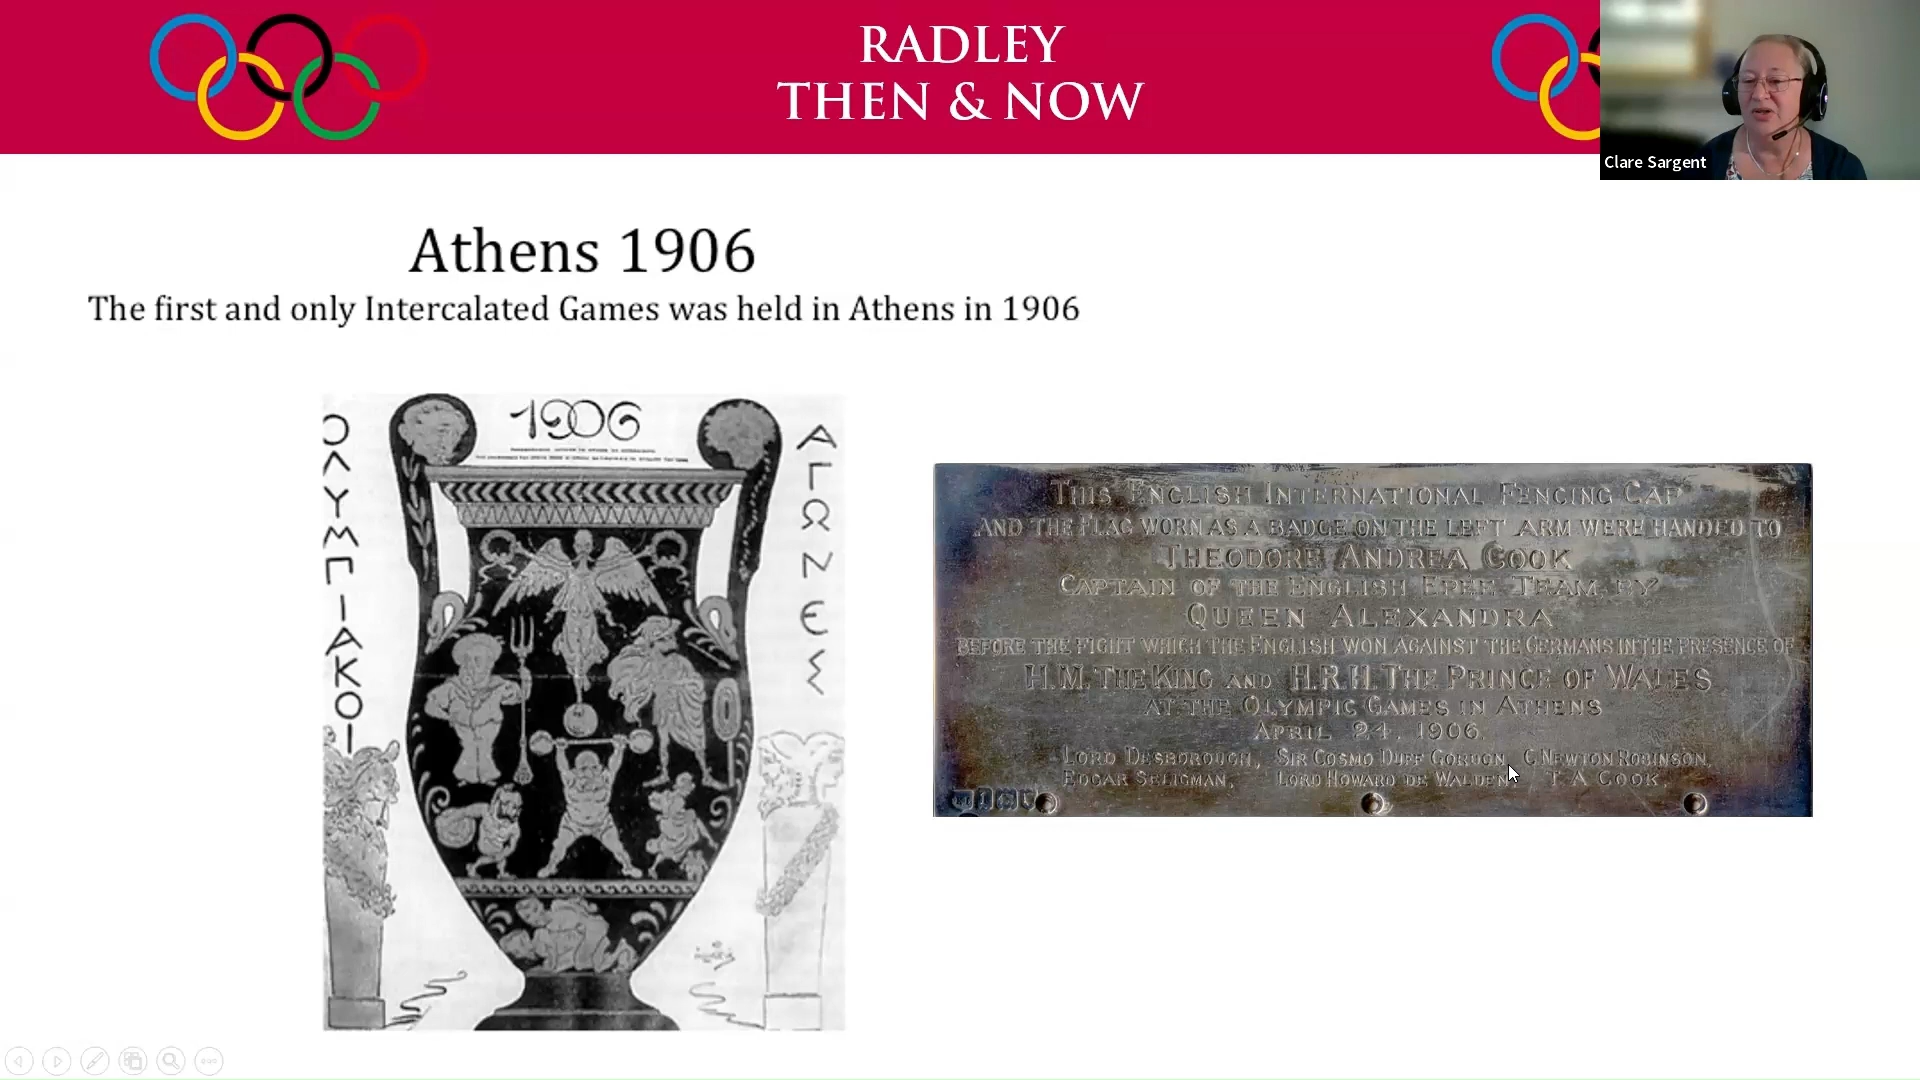 RADLEY
THEN & NOW
Clare Sargent
Athens 1906
The first and only Intercalated Games was held in Athens in 1906
1906
ΟΛΥΜΠΙΑΚΟΙ
ΑΓΩΝΕΣ
THIS ENGLISH INTERNATIONAL FENCING CAP
AND THE FLAG WORN AS A BADGE ON THE LEFT ARM WERE HANDED TO
THEODORE ANDREA COOK
CAPTAIN OF THE ENGLISH EPEE TEAM BY
QUEEN ALEXANDRA
BEFORE THE FIGHT WHICH THE ENGLISH WON AGAINST THE GERMANS IN THE PRESENCE OF
H.M. THE KING AND H.R.H. THE PRINCE OF WALES
AT THE OLYMPIC GAMES IN ATHENS
APRIL 24. 1906.
LORD DESBOROUGH, SIR COSMO DUFF GORDON, C. NEWTON ROBINSON,
EDGAR SELIGMAN, LORD HOWARD DE WALDEN, T. A. COOK.